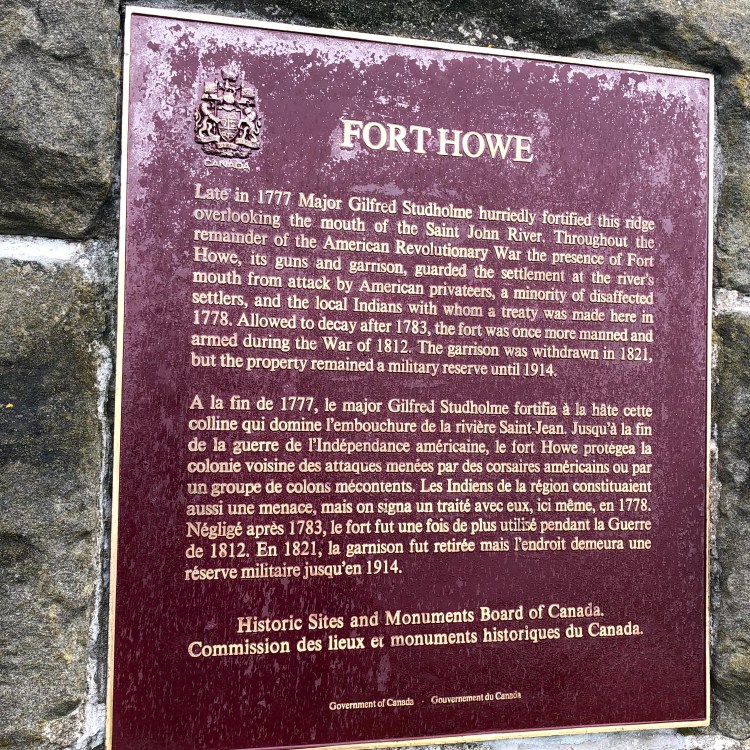 CANADA
FORT HOWE
Late in 1777 Major Gilfred Studholme hurriedly fortified this ridge
overlooking the mouth of the Saint John River. Throughout the
remainder of the American Revolutionary War the presence of Fort
Howe, its guns and garrison, guarded the settlement at the river's
mouth from attack by American privateers, a minority of disaffected
settlers, and the local Indians with whom a treaty was made here in
1778. Allowed to decay after 1783, the fort was once more manned and
armed during the War of 1812. The garrison was withdrawn in 1821,
but the property remained a military reserve until 1914.
A la fin de 1777, le major Gilfred Studholme fortifia à la hâte cette
colline qui domine l'embouchure de la rivière Saint-Jean. Jusqu'à la fin
de la guerre de l'Indépendance américaine, le fort Howe protégea la
colonie voisine des attaques menées par des corsaires américains ou par
un groupe de colons mécontents. Les Indiens de la région constituaient
aussi une menace, mais on signa un traité avec eux, ici même, en 1778.
Négligé après 1783, le fort fut une fois de plus utilisé pendant la Guerre
de 1812. En 1821, la garnison fut retirée mais l'endroit demeura une
réserve militaire jusqu'en 1914.
Historic Sites and Monuments Board of Canada.
Commission des lieux et monuments historiques du Canada.
Government of Canada - Gouvernement du Canada